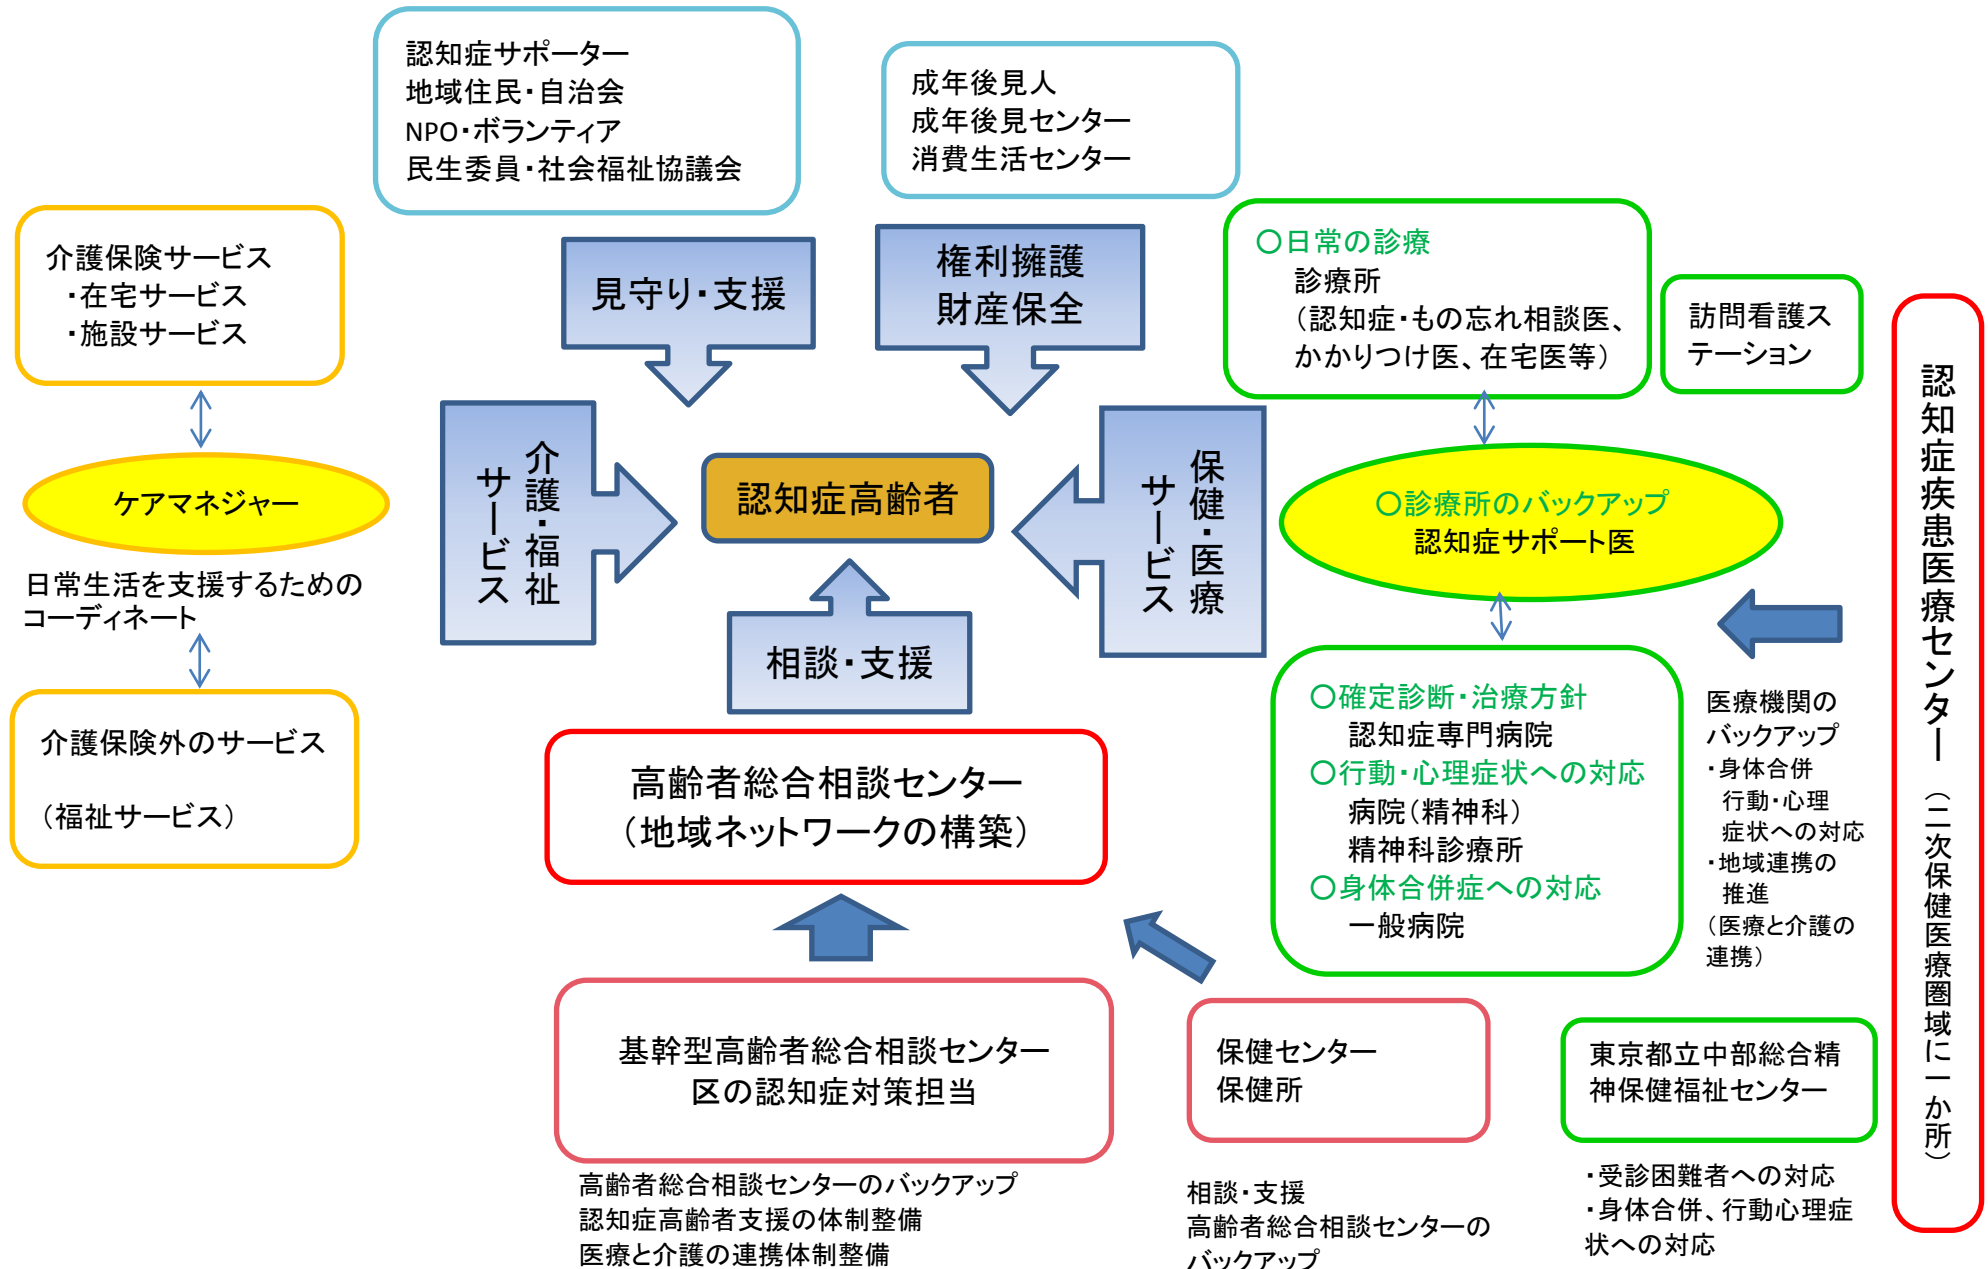 認知症サポーター
地域住民・自治会
NPO・ボランティア
民生委員・社会福祉協議会
成年後見人
成年後見センター
消費生活センター
介護保険サービス
・在宅サービス
・施設サービス
見守り・支援
権利擁護
財産保全
〇日常の診療
診療所
（認知症・もの忘れ相談医、
かかりつけ医、在宅医等）
訪問看護ス
テーション
認知症疾患医療センター（二次保健医療圏域に一か所）
ケアマネジャー
日常生活を支援するための
コーディネート
介護・福祉
サービス
認知症高齢者
保健・医療
サービス
〇診療所のバックアップ
認知症サポート医
相談・支援
介護保険外のサービス
（福祉サービス）
高齢者総合相談センター
（地域ネットワークの構築）
〇確定診断・治療方針
認知症専門病院
〇行動・心理症状への対応
病院（精神科）
精神科診療所
〇身体合併症への対応
一般病院
医療機関の
バックアップ
・身体合併
行動・心理
症状への対応
・地域連携の
推進
（医療と介護の
連携）
基幹型高齢者総合相談センター
区の認知症対策担当
保健センター
保健所
東京都立中部総合精
神保健福祉センター
高齢者総合相談センターのバックアップ
認知症高齢者支援の体制整備
医療と介護の連携体制整備
相談・支援
高齢者総合相談センターの
バックアップ
・受診困難者への対応
・身体合併、行動心理症
状への対応